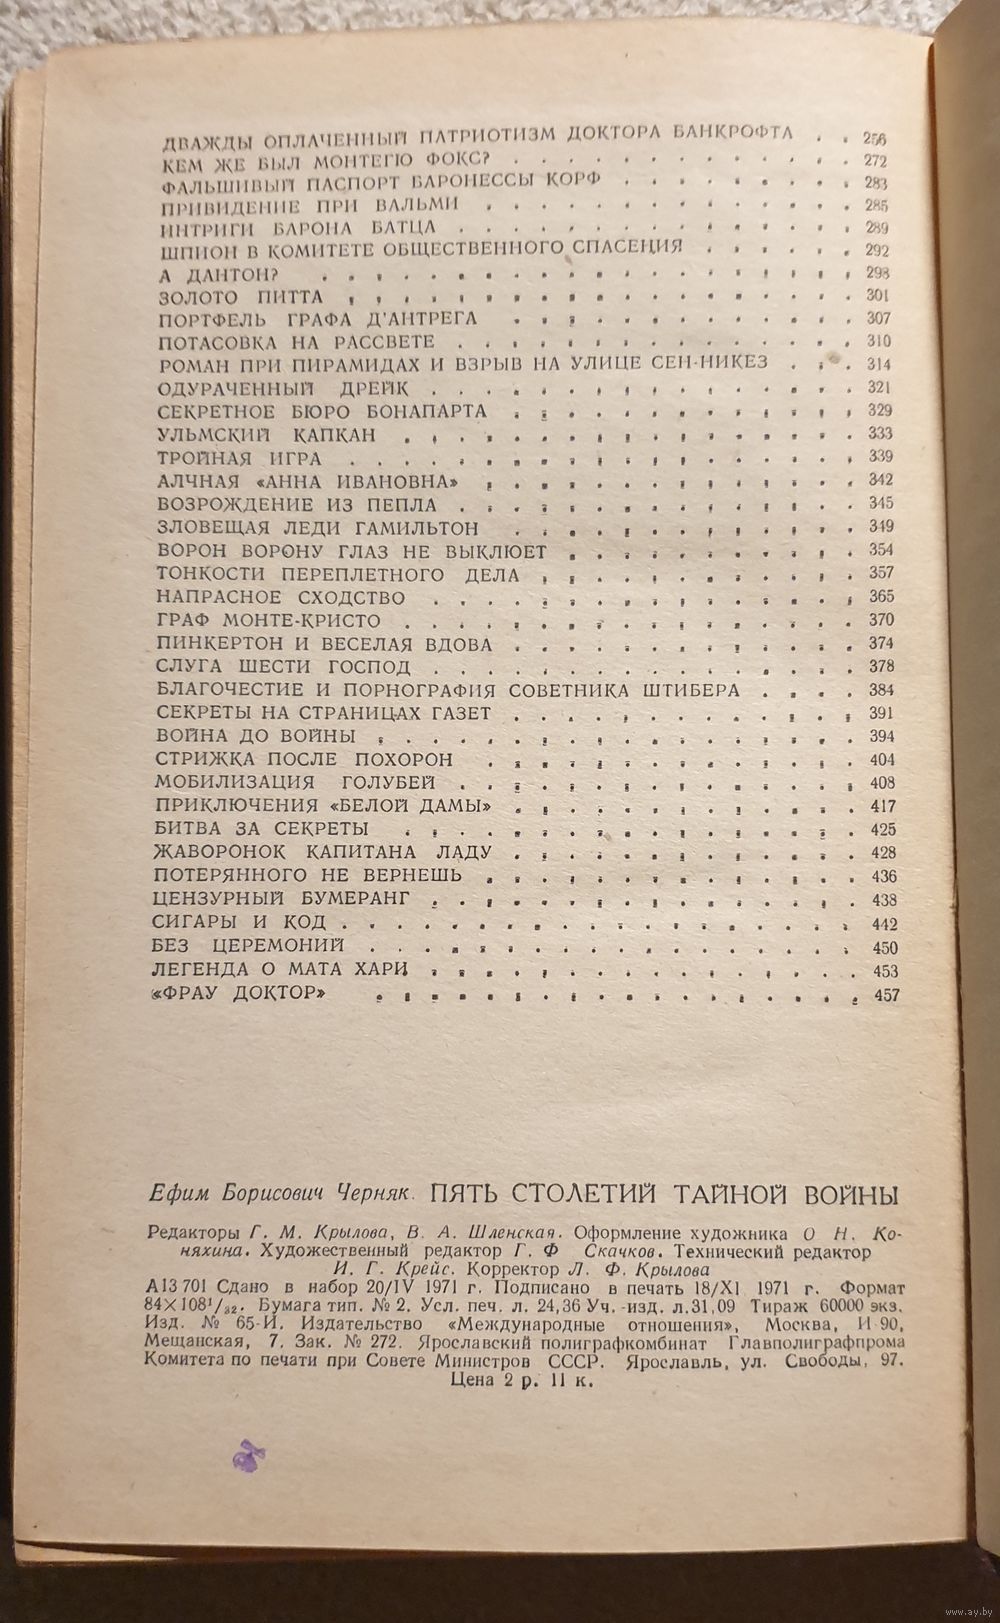 ДВАЖДЫ ОПЛАЧЕННЫЙ ПАТРИОТИЗМ ДОКТОРА БАНКРОФТА . . 256
КЕМ ЖЕ БЫЛ МОНТЕГЮ ФОКС? . . . . . . . . . . . . . 272
ФАЛЬШИВЫЙ ПАСПОРТ БАРОНЕССЫ КОРФ . . . . . . . . . 283
ПРИВИДЕНИЕ ПРИ ВАЛЬМИ . . . . . . . . . . . . . . 285
ИНТРИГИ БАРОНА БАТЦА . . . . . . . . . . . . . . . 289
ШПИОН В КОМИТЕТЕ ОБЩЕСТВЕННОГО СПАСЕНИЯ . . . . . . 292
А ДАНТОН? . . . . . . . . . . . . . . . . . . . . 298
ЗОЛОТО ПИТТА . . . . . . . . . . . . . . . . . . . 301
ПОРТФЕЛЬ ГРАФА Д'АНТРЕГА . . . . . . . . . . . . . 307
ПОТАСОВКА НА РАССВЕТЕ . . . . . . . . . . . . . . . 310
РОМАН ПРИ ПИРАМИДАХ И ВЗРЫВ НА УЛИЦЕ СЕН-НИКЕЗ . . . 314
ОДУРАЧЕННЫЙ ДРЕЙК . . . . . . . . . . . . . . . . 321
СЕКРЕТНОЕ БЮРО БОНАПАРТА . . . . . . . . . . . . . 329
УЛЬМСКИЙ КАПКАН . . . . . . . . . . . . . . . . . 333
ТРОЙНАЯ ИГРА . . . . . . . . . . . . . . . . . . . 339
АЛЧНАЯ «АННА ИВАНОВНА» . . . . . . . . . . . . . . 342
ВОЗРОЖДЕНИЕ ИЗ ПЕПЛА . . . . . . . . . . . . . . . 345
ЗЛОВЕЩАЯ ЛЕДИ ГАМИЛЬТОН . . . . . . . . . . . . . 349
ВОРОН ВОРОНУ ГЛАЗ НЕ ВЫКЛЮЕТ . . . . . . . . . . . 354
ТОНКОСТИ ПЕРЕПЛЕТНОГО ДЕЛА . . . . . . . . . . . . 357
НАПРАСНОЕ СХОДСТВО . . . . . . . . . . . . . . . . 365
ГРАФ МОНТЕ-КРИСТО . . . . . . . . . . . . . . . . . 370
ПИНКЕРТОН И ВЕСЕЛАЯ ВДОВА . . . . . . . . . . . . . 374
СЛУГА ШЕСТИ ГОСПОД . . . . . . . . . . . . . . . . 378
БЛАГОЧЕСТИЕ И ПОРНОГРАФИЯ СОВЕТНИКА ШТИБЕРА . . . . 384
СЕКРЕТЫ НА СТРАНИЦАХ ГАЗЕТ . . . . . . . . . . . . . 391
ВОЙНА ДО ВОЙНЫ . . . . . . . . . . . . . . . . . . 394
СТРИЖКА ПОСЛЕ ПОХОРОН . . . . . . . . . . . . . . 404
МОБИЛИЗАЦИЯ ГОЛУБЕЙ . . . . . . . . . . . . . . . 408
ПРИКЛЮЧЕНИЯ «БЕЛОЙ ДАМЫ» . . . . . . . . . . . . . 417
БИТВА ЗА СЕКРЕТЫ . . . . . . . . . . . . . . . . . 425
ЖАВОРОНОК КАПИТАНА ЛАДУ . . . . . . . . . . . . . 428
ПОТЕРЯННОГО НЕ ВЕРНЕШЬ . . . . . . . . . . . . . . 436
ЦЕНЗУРНЫЙ БУМЕРАНГ . . . . . . . . . . . . . . . . 438
СИГАРЫ И КОД . . . . . . . . . . . . . . . . . . . 442
БЕЗ ЦЕРЕМОНИЙ . . . . . . . . . . . . . . . . . . 450
ЛЕГЕНДА О МАТА ХАРИ . . . . . . . . . . . . . . . . 453
«ФРАУ ДОКТОР» . . . . . . . . . . . . . . . . . . 457
Ефим Борисович Черняк. ПЯТЬ СТОЛЕТИЙ ТАЙНОЙ ВОЙНЫ
Редакторы Г. М. Крылова, В. А. Шленская. Оформление художника О Н. Ко-
няхина. Художественный редактор Г. Ф Скачков. Технический редактор
И. Г. Крейс. Корректор Л. Ф. Крылова
А13701 Сдано в набор 20/IV 1971 г. Подписано в печать 18/XI 1971 г. Формат
84×108¹/₃₂. Бумага тип. № 2. Усл. печ. л. 24,36 Уч.-изд. л.31,09 Тираж 60000 экз.
Изд. № 65-И. Издательство «Международные отношения», Москва, И-90,
Мещанская, 7. Зак. № 272. Ярославский полиграфкомбинат Главполиграфпрома
Комитета по печати при Совете Министров СССР. Ярославль, ул. Свободы, 97.
Цена 2 р. 11 к.
www.ay.by